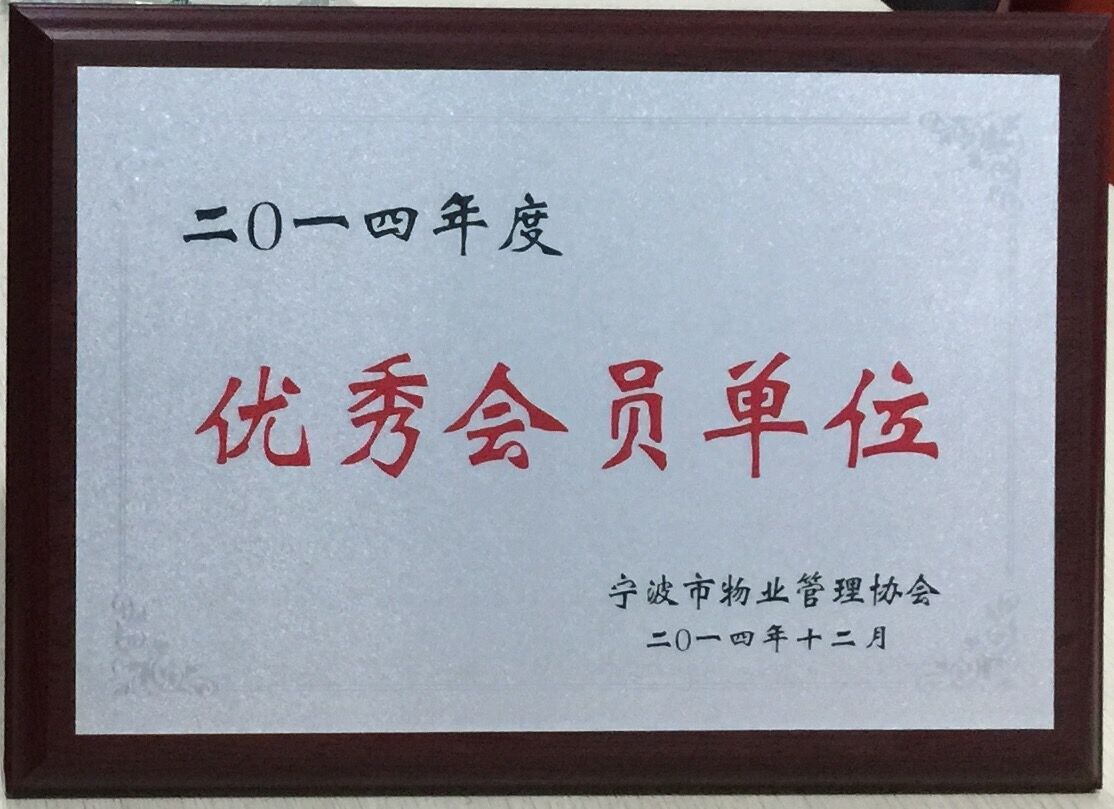 二0一四年度
优秀会员单位
宁波市物业管理协会
二0一四年十二月